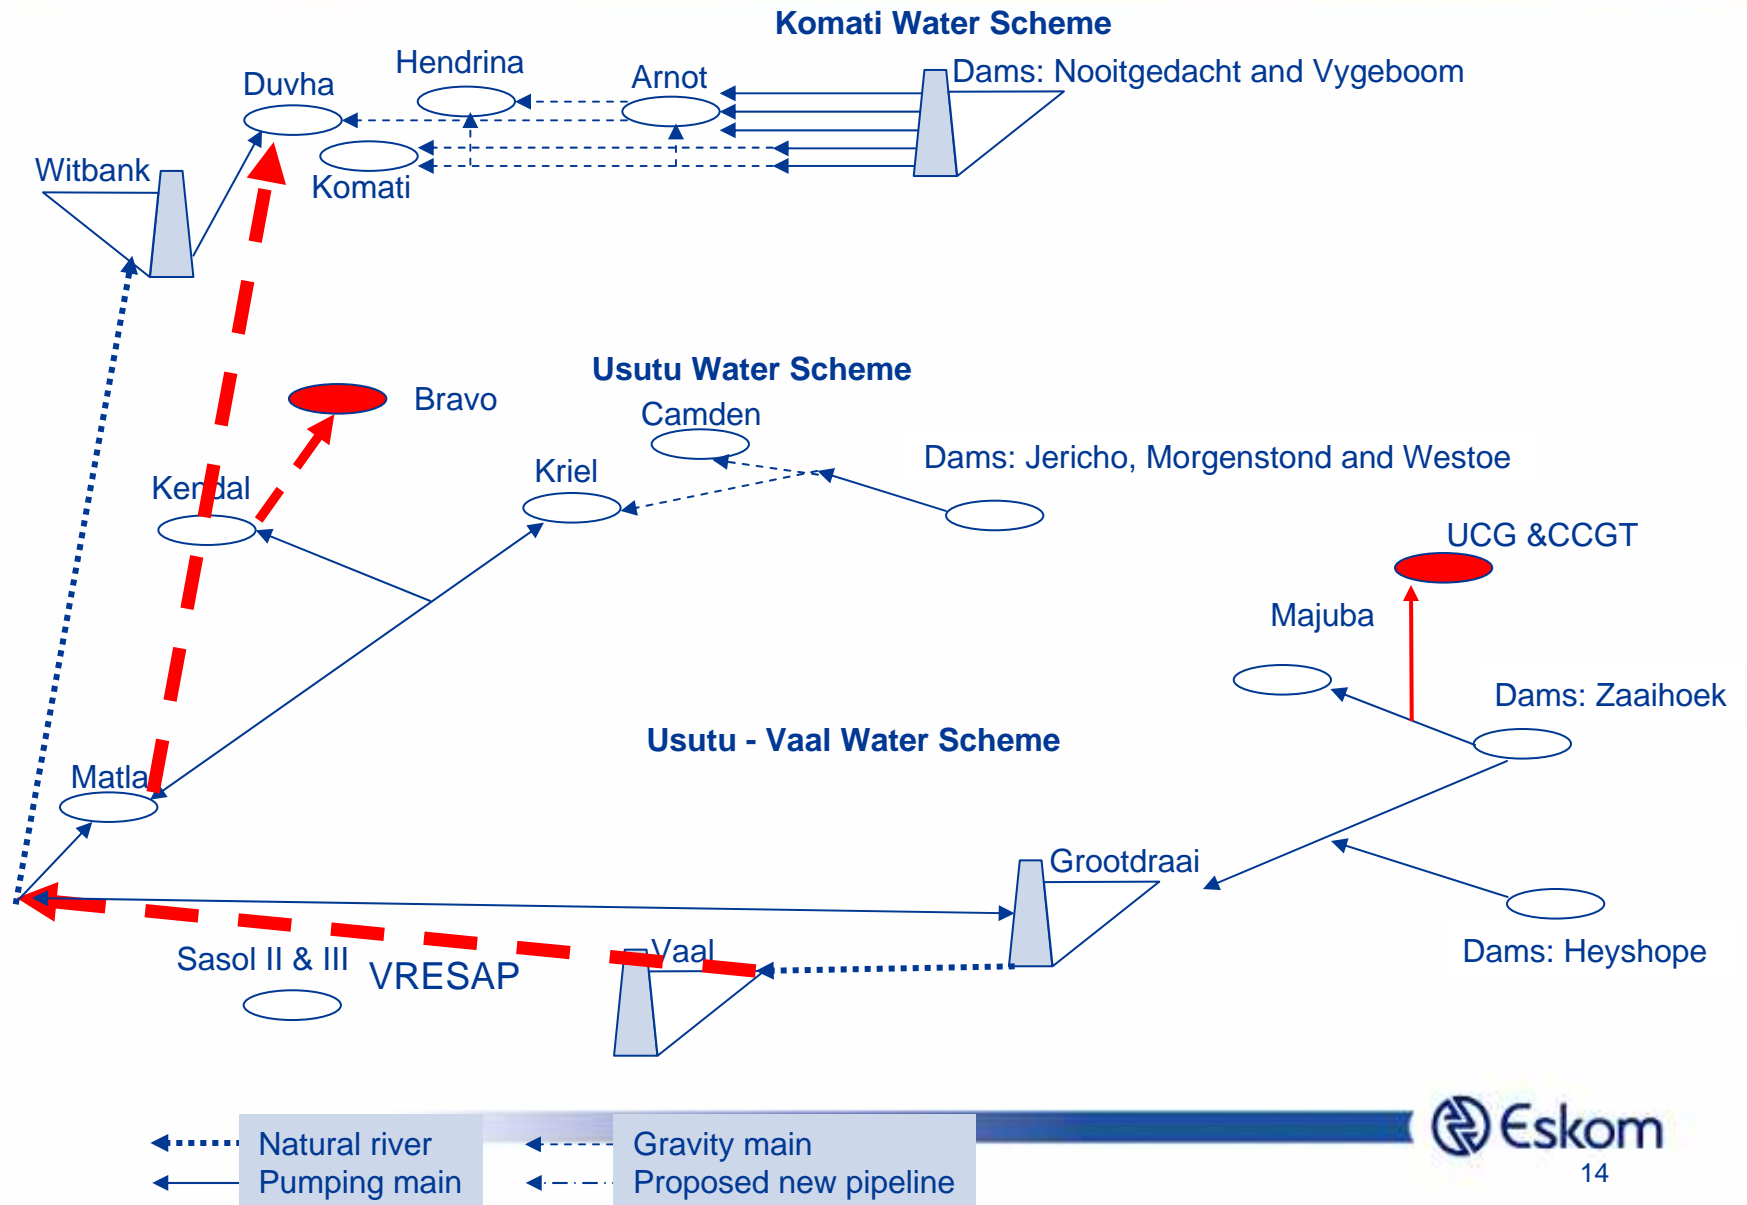 Komati Water Scheme
Hendrina
Duvha
Arnot
Dams: Nooitgedacht and Vygeboom
Witbank
Komati
Usutu Water Scheme
Bravo
Camden
Kriel
Dams: Jericho, Morgenstond and Westoe
Kendal
UCG &CCGT
Majuba
Dams: Zaaihoek
Usutu - Vaal Water Scheme
Matla
Grootdraai
Sasol II & III
VRESAP
Vaal
Dams: Heyshope
Natural river
Pumping main
Gravity main
Proposed new pipeline
Eskom
14